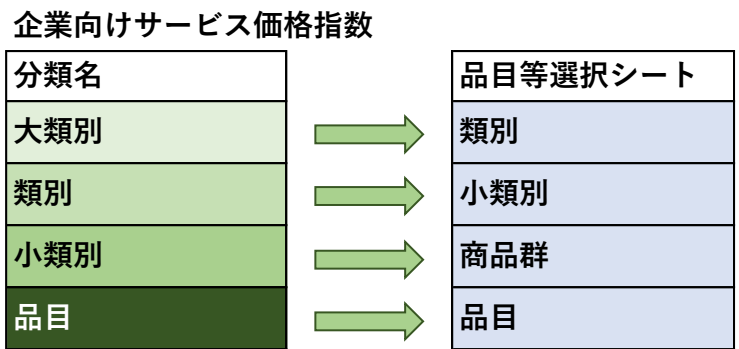 企業向けサービス価格指数
分類名 品目等選択シート
大類別 類別
類別 小類別
小類別 商品群
品目 品目